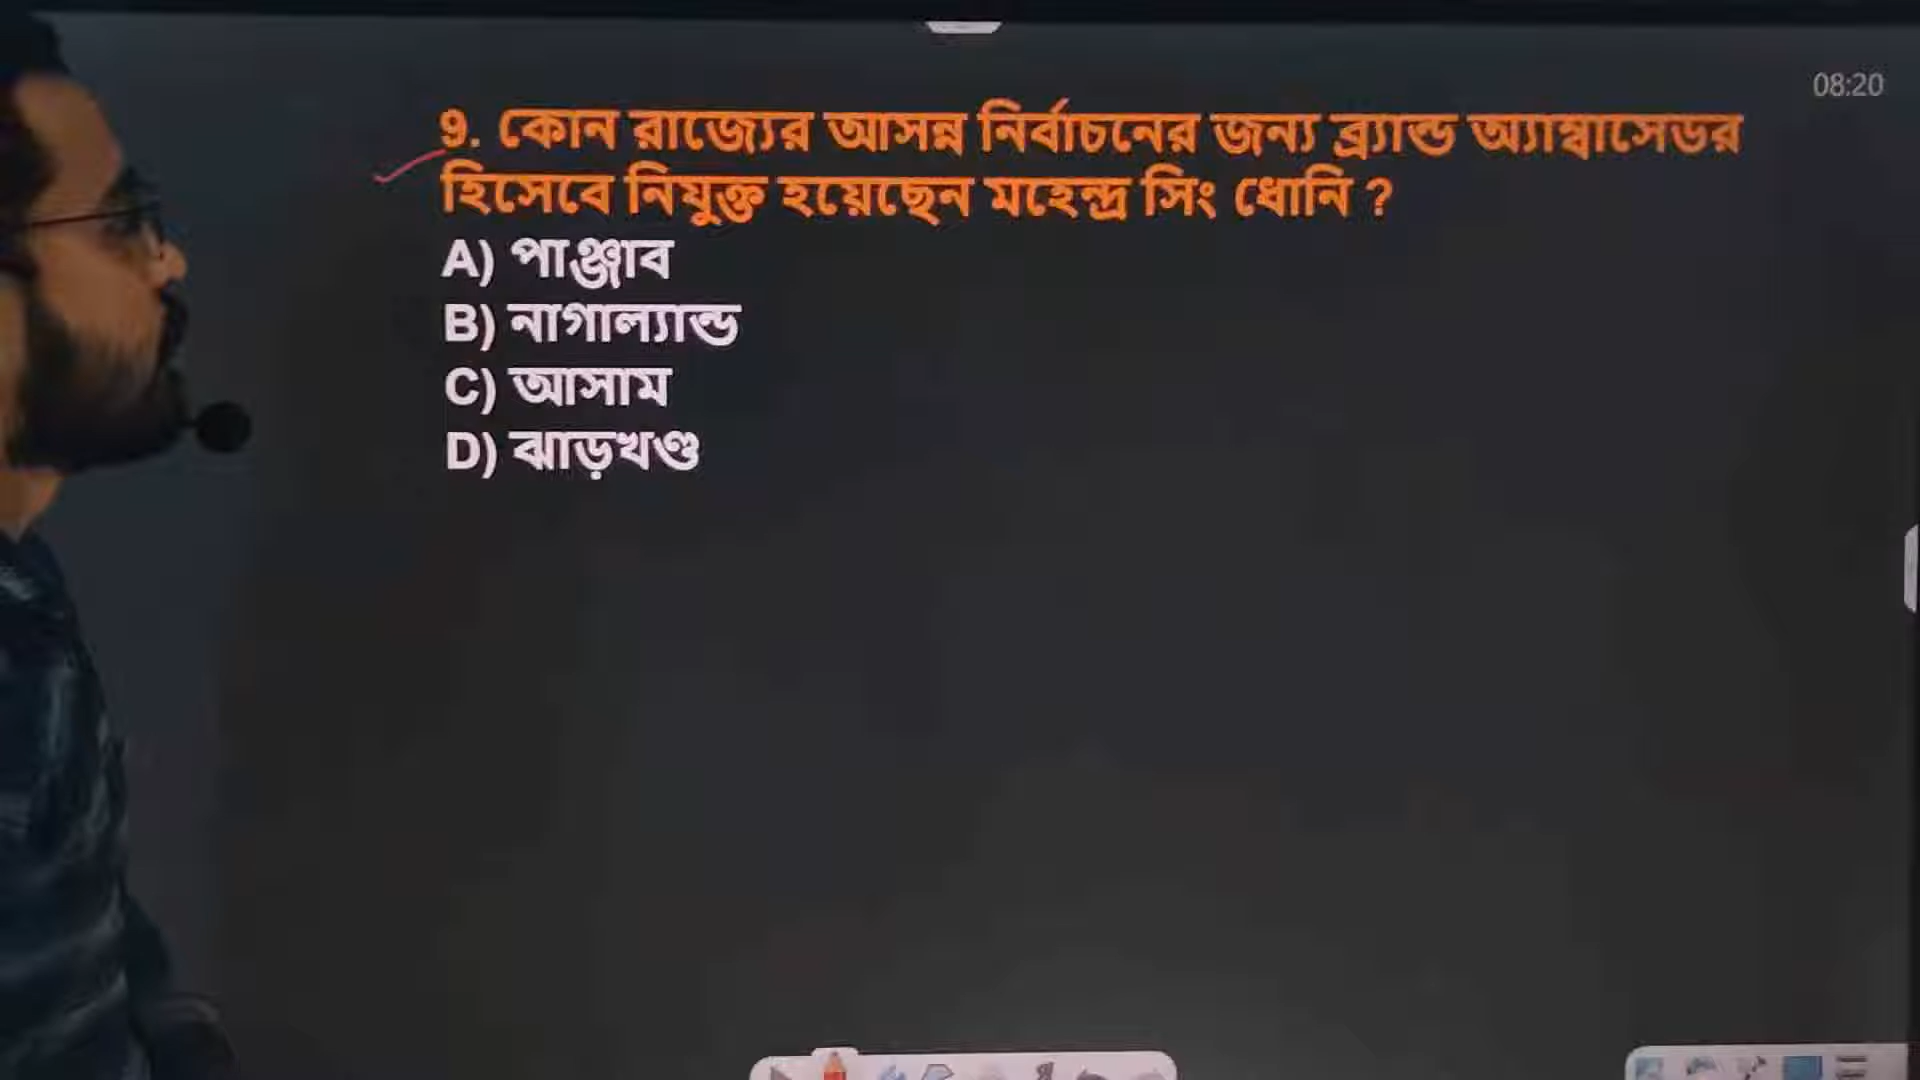 08:20
9. কোন রাজ্যের আসন্ন নির্বাচনের জন্য ব্র্যান্ড অ্যাম্বাসেডর
হিসেবে নিযুক্ত হয়েছেন মহেন্দ্র সিং ধোনি ?
A) পাঞ্জাব
B) নাগাল্যান্ড
C) আসাম
D) ঝাড়খণ্ড